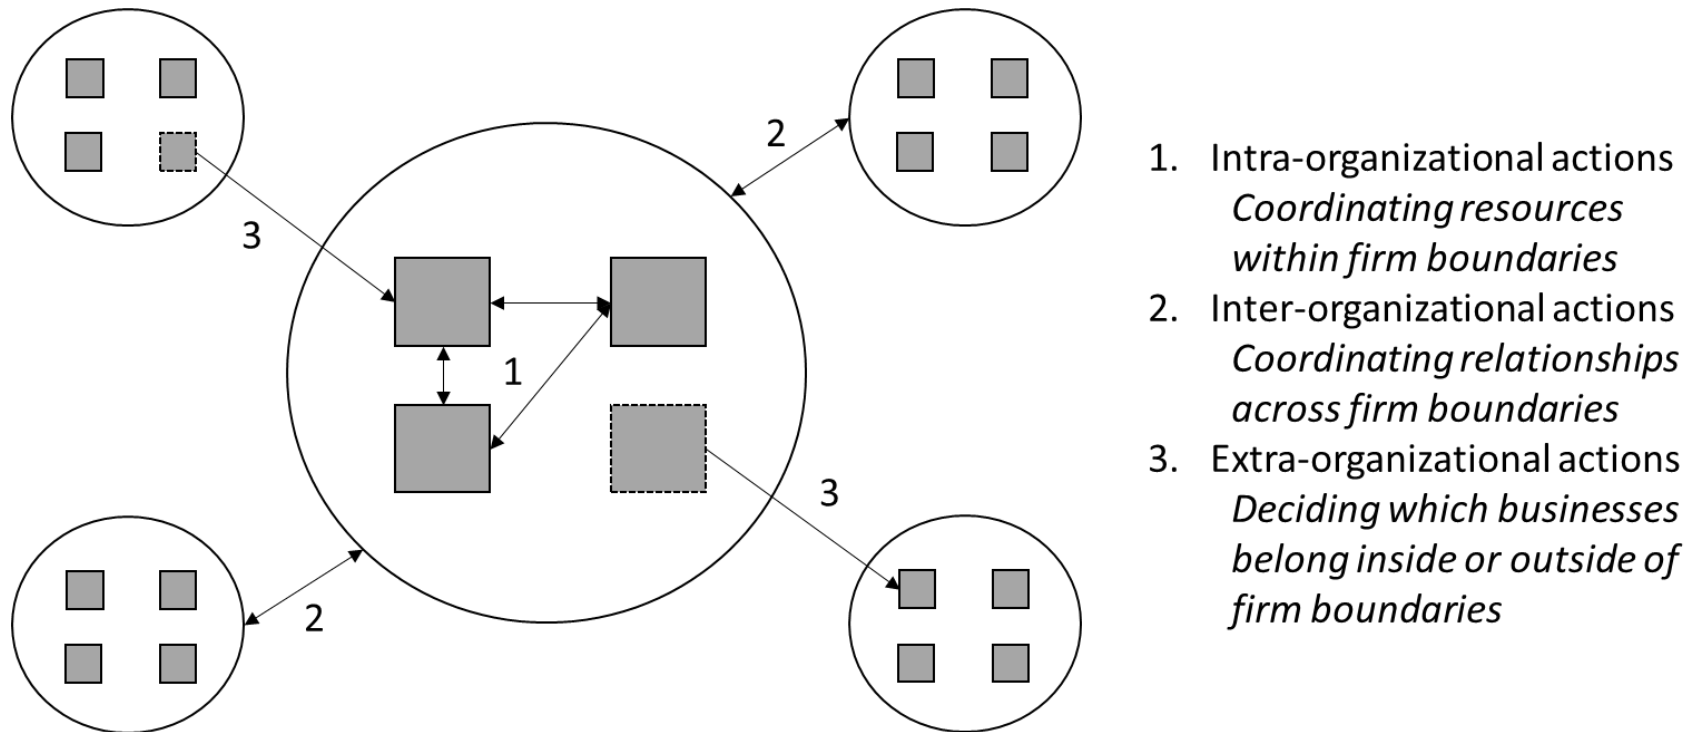 2
3
1
3
2
1. Intra-organizational actions
Coordinating resources
within firm boundaries
2. Inter-organizational actions
Coordinating relationships
across firm boundaries
3. Extra-organizational actions
Deciding which businesses
belong inside or outside of
firm boundaries